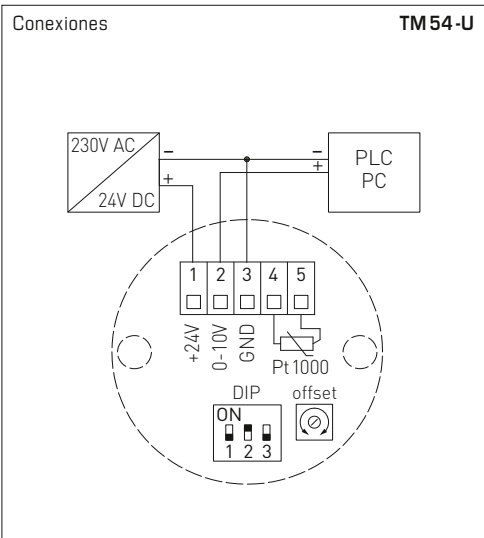 Conexiones TM54-U
230V AC
24V DC
–
+
–
+
PLC
PC
1 2 3 4 5
+24V
0-10V
GND
Pt1000
DIP
offset
ON
1 2 3